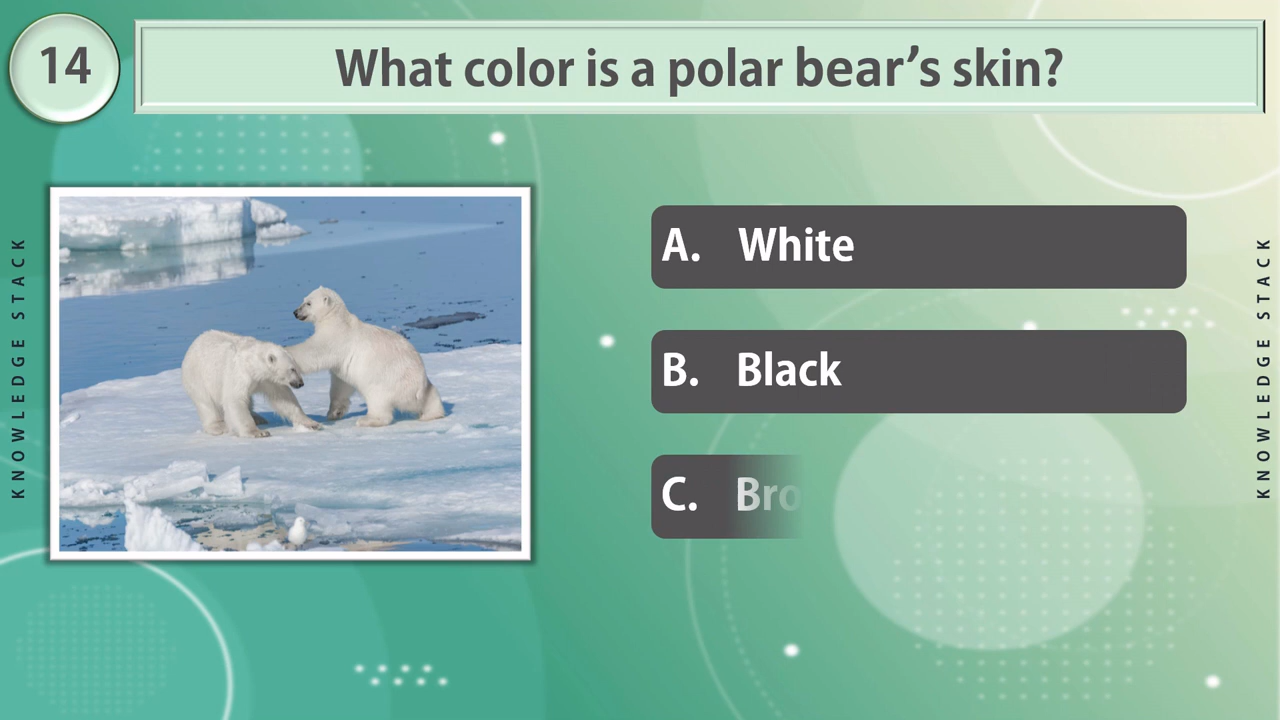 14
What color is a polar bear’s skin?
KNOWLEDGE STACK
A. White
B. Black
C. Bro
KNOWLEDGE STACK